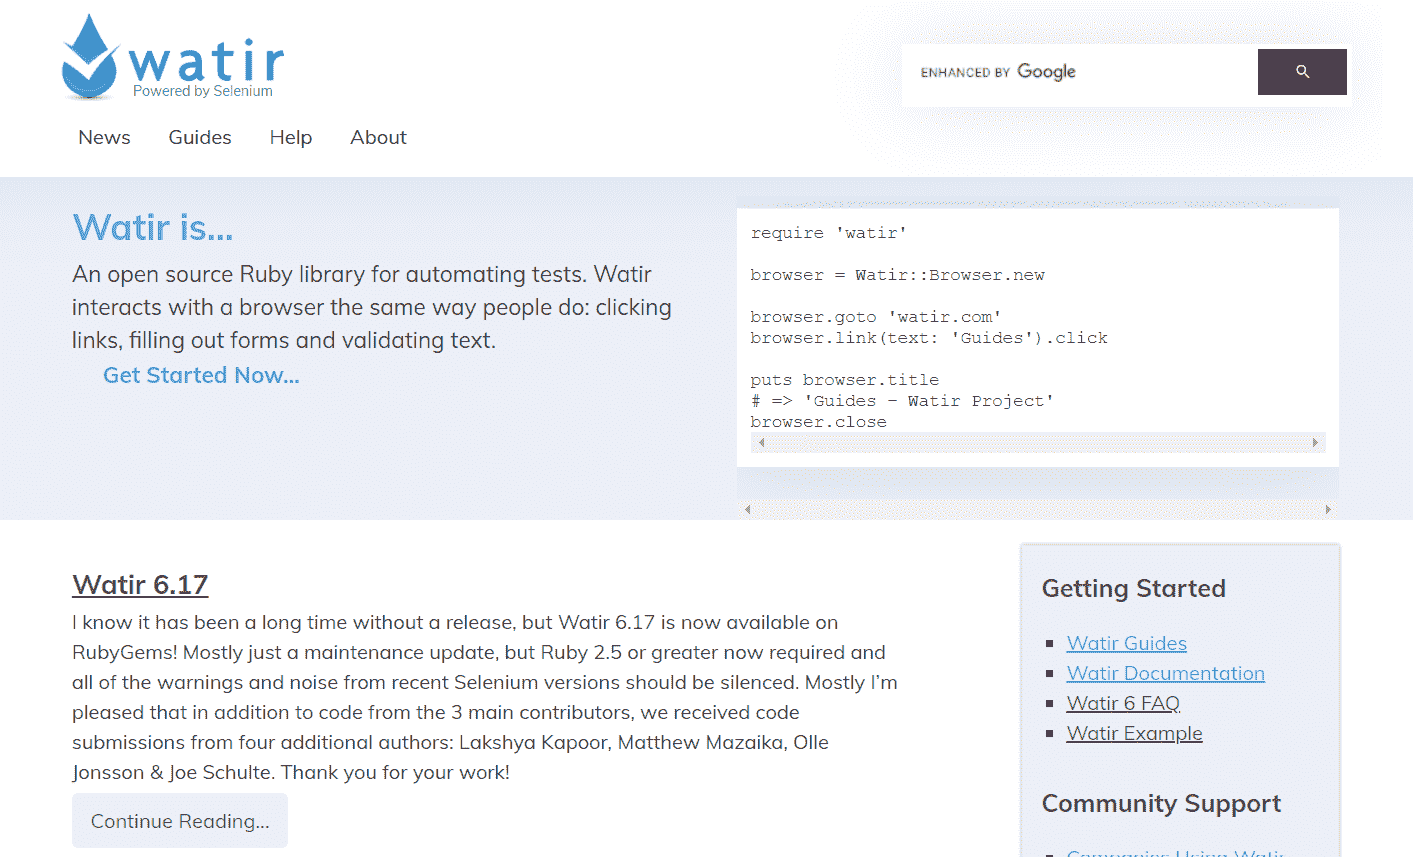 watir
Powered by Selenium
ENHANCED BY Google
News Guides Help About
Watir is...
An open source Ruby library for automating tests. Watir
interacts with a browser the same way people do: clicking
links, filling out forms and validating text.
Get Started Now...
require 'watir'
browser = Watir::Browser.new
browser.goto 'watir.com'
browser.link(text: 'Guides').click
puts browser.title
# => 'Guides – Watir Project'
browser.close
Watir 6.17
I know it has been a long time without a release, but Watir 6.17 is now available on
RubyGems! Mostly just a maintenance update, but Ruby 2.5 or greater now required and
all of the warnings and noise from recent Selenium versions should be silenced. Mostly I’m
pleased that in addition to code from the 3 main contributors, we received code
submissions from four additional authors: Lakshya Kapoor, Matthew Mazaika, Olle
Jonsson & Joe Schulte. Thank you for your work!
Continue Reading...
Getting Started
Watir Guides
Watir Documentation
Watir 6 FAQ
Watir Example
Community Support
Companies Using Watir